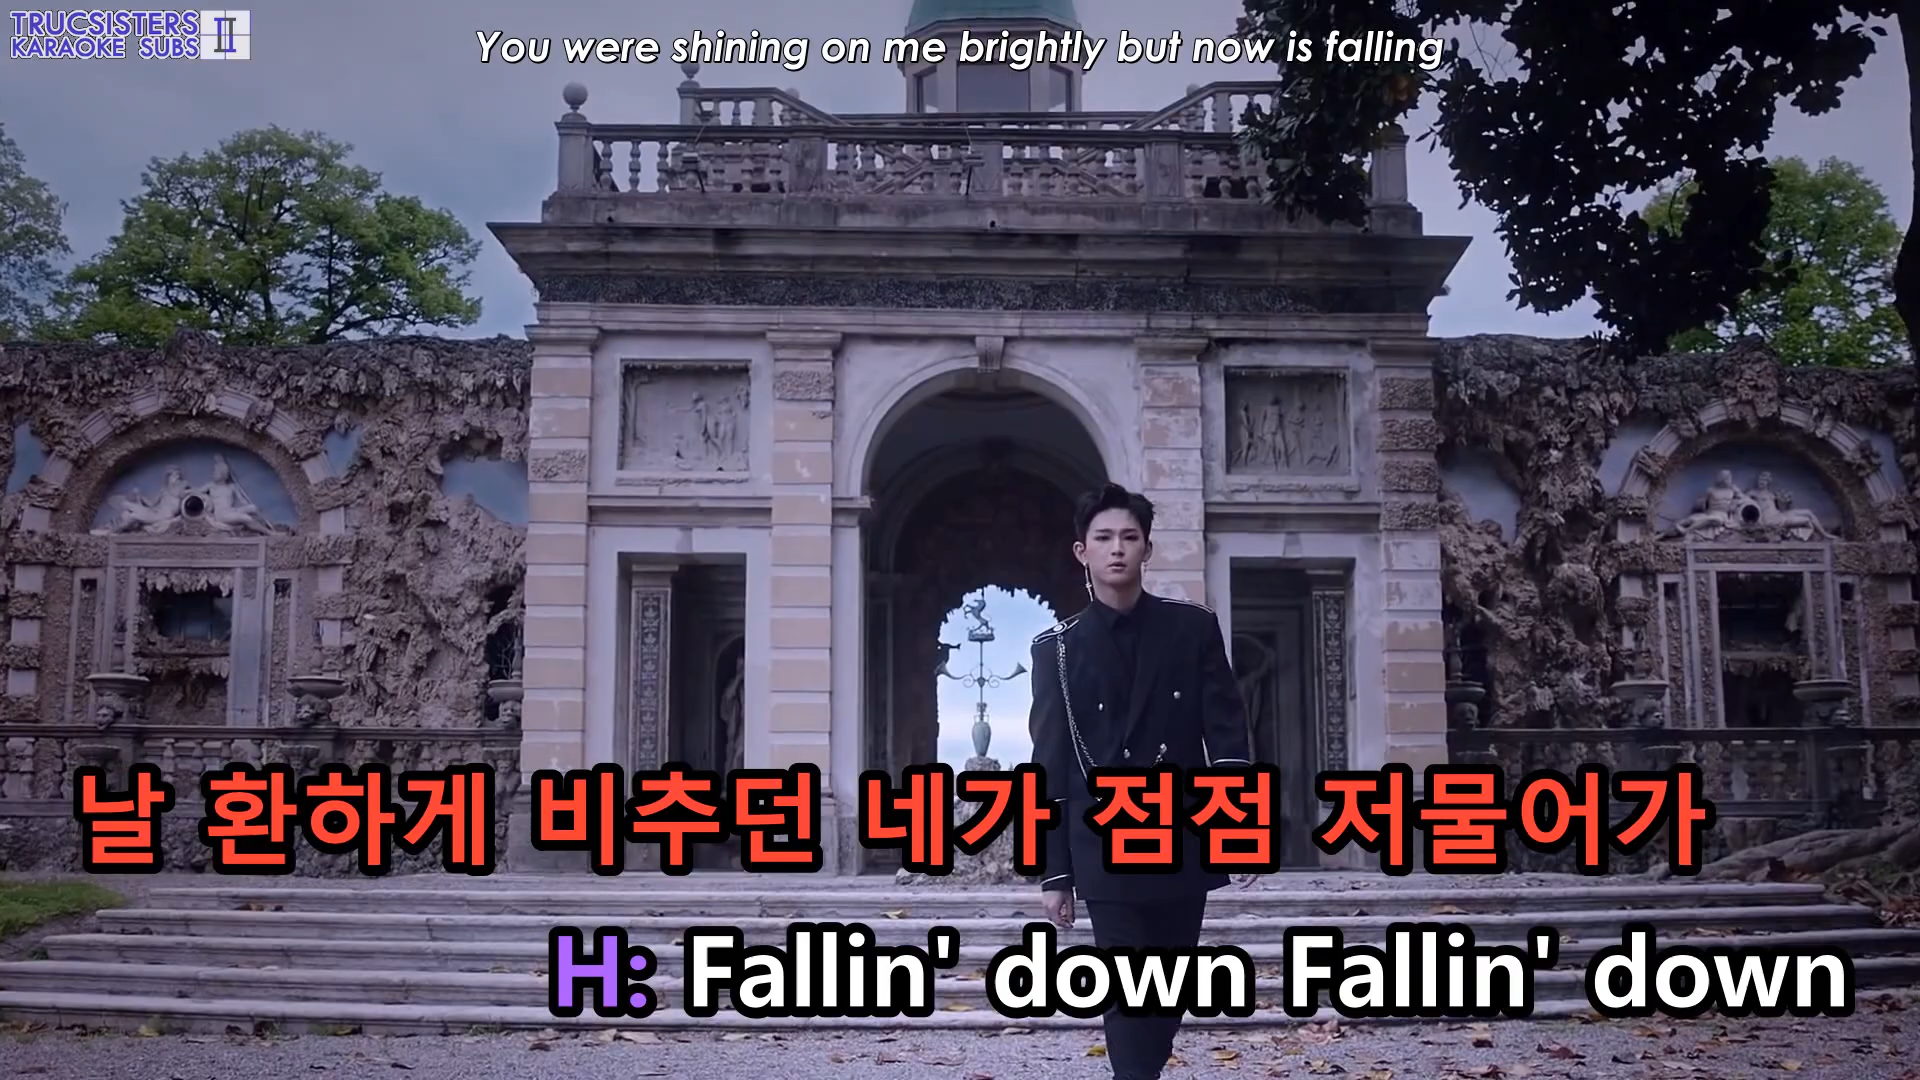 TRUCSISTERS
KARAOKE SUBS II
You were shining on me brightly but now is falling
날 환하게 비추던 네가 점점 저물어가
H: Fallin' down Fallin' down